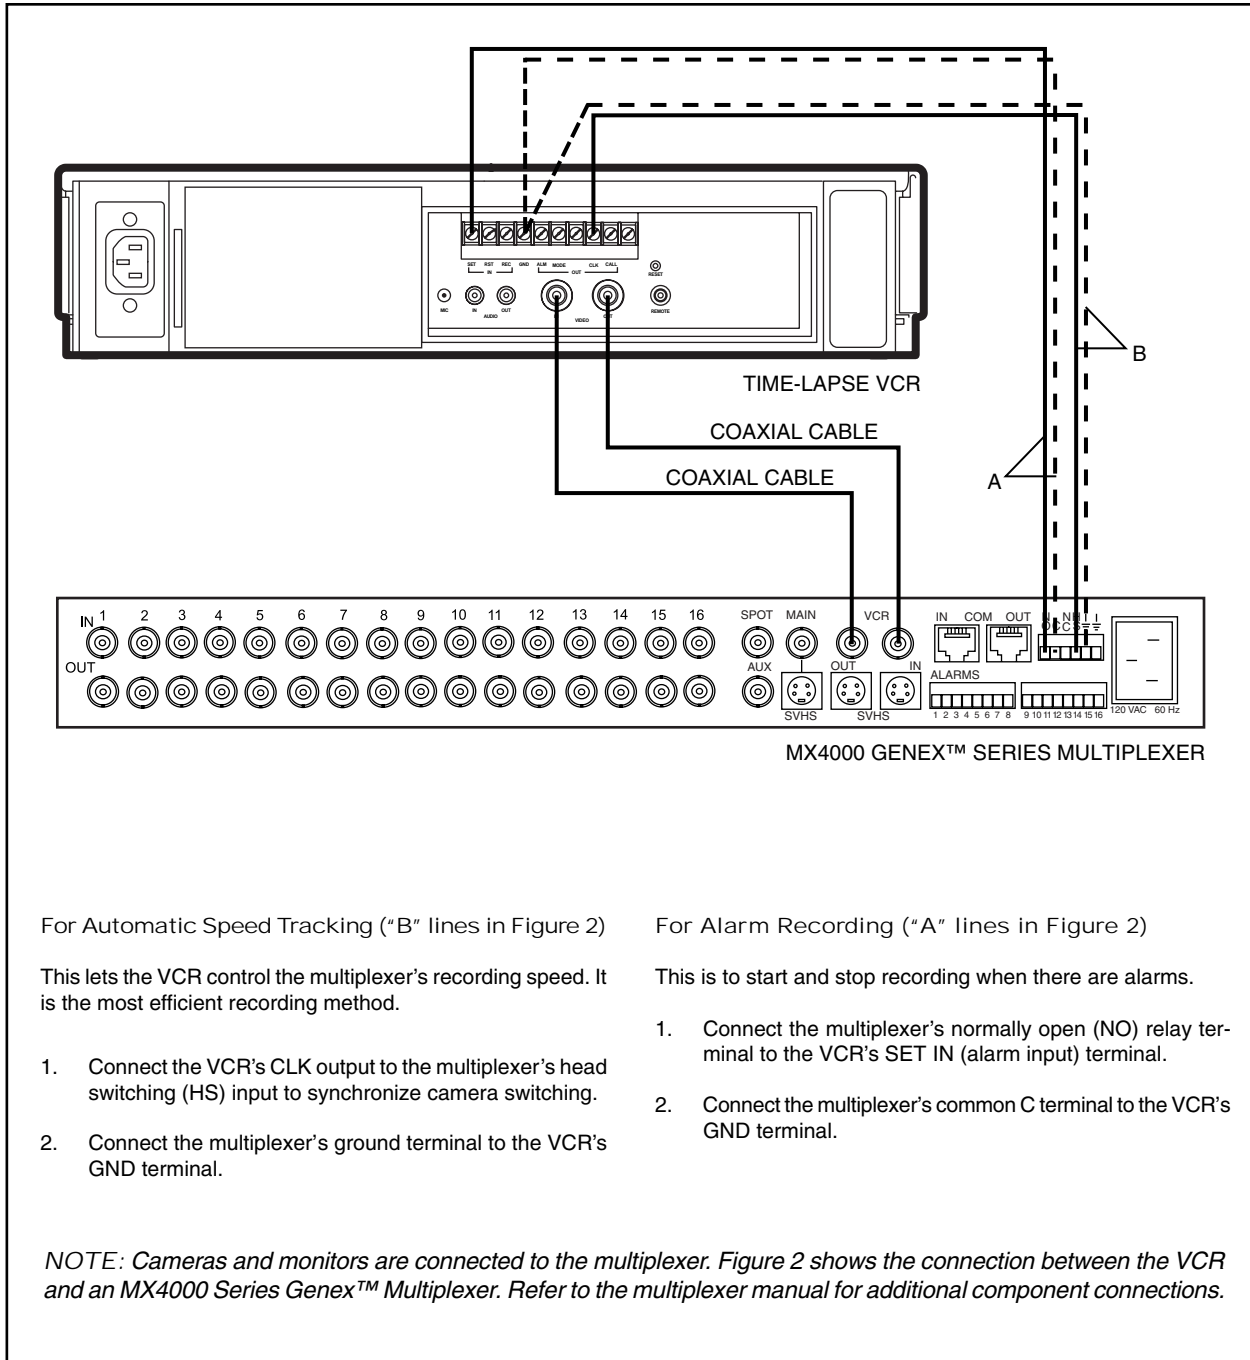 SET RST REC GND ALM MODE CLK CALL
IN OUT
RESET
MIC IN OUT IN OUT REMOTE
AUDIO VIDEO
B
TIME-LAPSE VCR
COAXIAL CABLE
COAXIAL CABLE
A
IN 1 2 3 4 5 6 7 8 9 10 11 12 13 14 15 16 SPOT MAIN VCR IN COM OUT NO C NC HS
OUT AUX OUT IN ALARMS
SVHS SVHS 1 2 3 4 5 6 7 8 9 10 11 12 13 14 15 16 120 VAC 60 Hz
MX4000 GENEX™ SERIES MULTIPLEXER
For Automatic Speed Tracking ("B" lines in Figure 2)
This lets the VCR control the multiplexer's recording speed. It
is the most efficient recording method.
1. Connect the VCR's CLK output to the multiplexer's head
switching (HS) input to synchronize camera switching.
2. Connect the multiplexer's ground terminal to the VCR's
GND terminal.
For Alarm Recording ("A" lines in Figure 2)
This is to start and stop recording when there are alarms.
1. Connect the multiplexer's normally open (NO) relay ter-
minal to the VCR's SET IN (alarm input) terminal.
2. Connect the multiplexer's common C terminal to the VCR's
GND terminal.
NOTE: Cameras and monitors are connected to the multiplexer. Figure 2 shows the connection between the VCR
and an MX4000 Series Genex™ Multiplexer. Refer to the multiplexer manual for additional component connections.